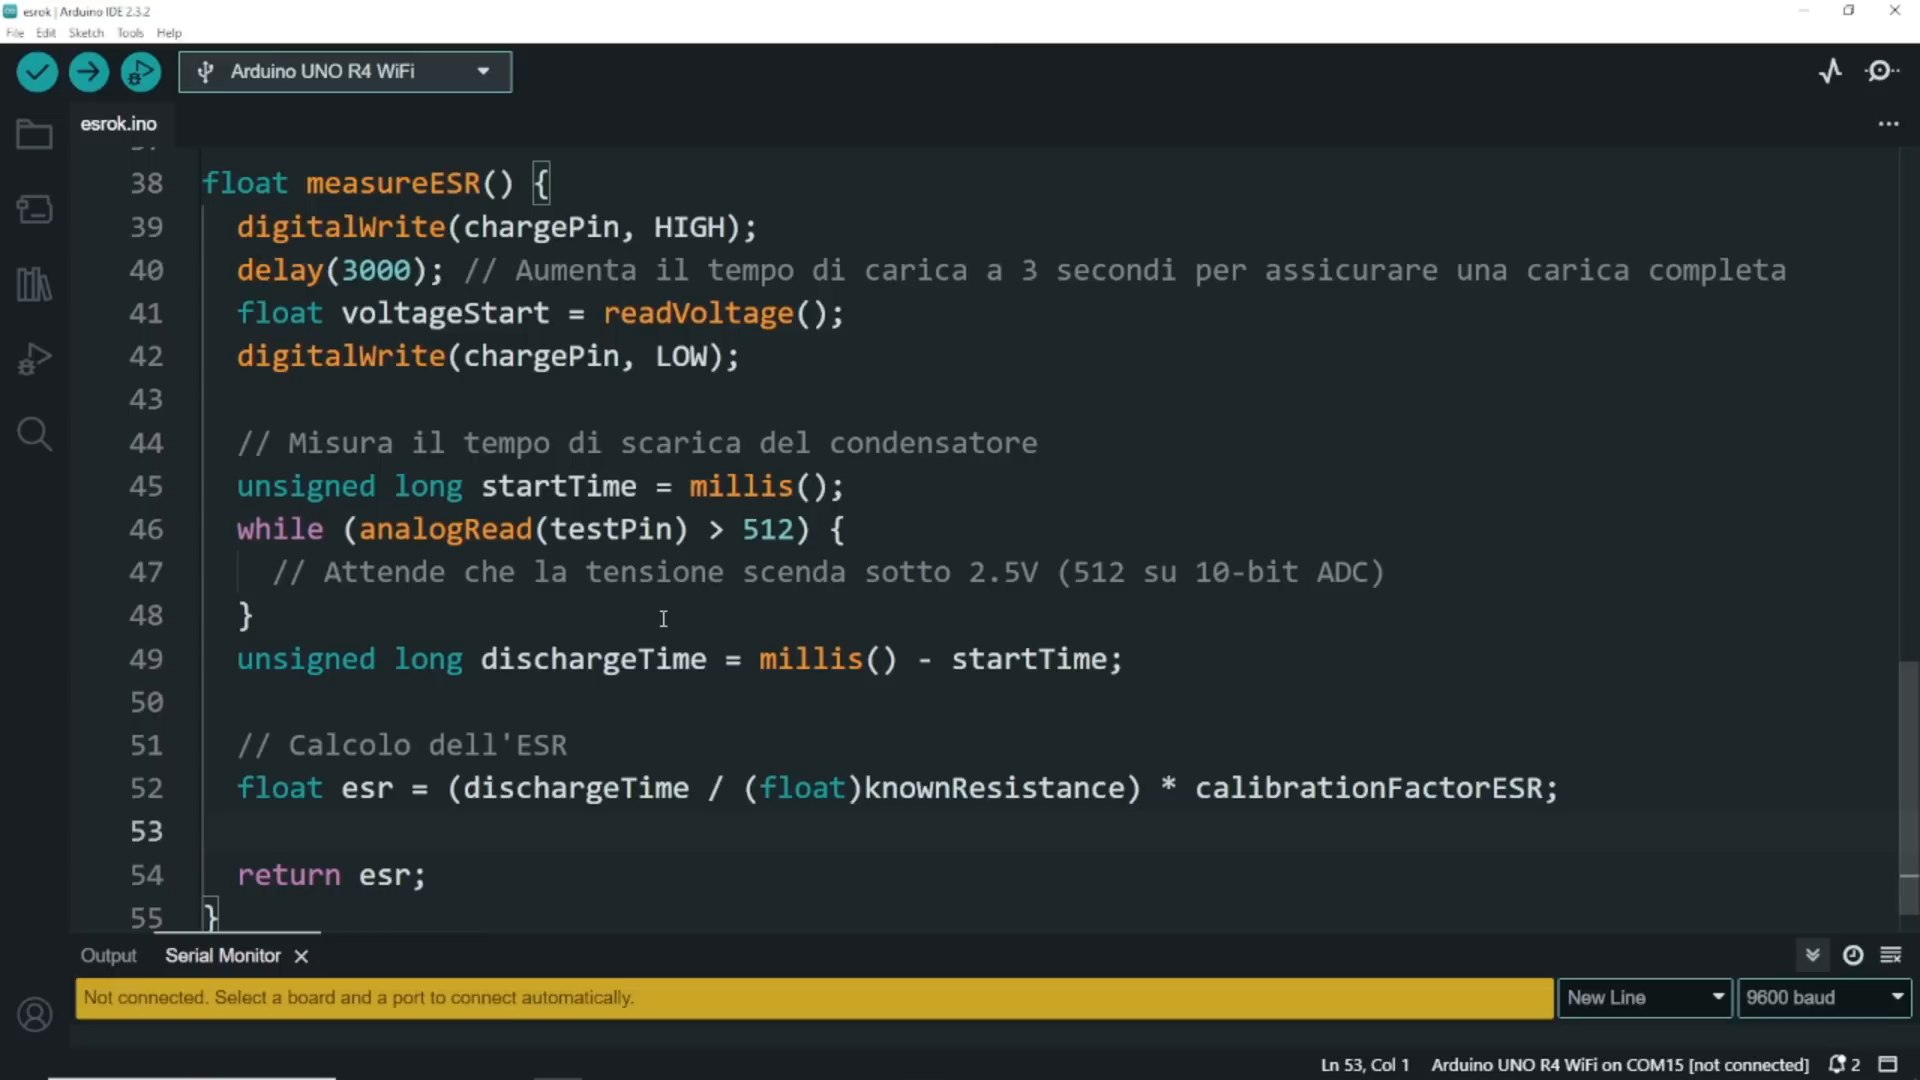 esrok | Arduino IDE 2.3.2
File Edit Sketch Tools Help
Arduino UNO R4 WiFi
esrok.ino
38 float measureESR() {
39 digitalWrite(chargePin, HIGH);
40 delay(3000); // Aumenta il tempo di carica a 3 secondi per assicurare una carica completa
41 float voltageStart = readVoltage();
42 digitalWrite(chargePin, LOW);
43
44 // Misura il tempo di scarica del condensatore
45 unsigned long startTime = millis();
46 while (analogRead(testPin) > 512) {
47 // Attende che la tensione scenda sotto 2.5V (512 su 10-bit ADC)
48 }
49 unsigned long dischargeTime = millis() - startTime;
50
51 // Calcolo dell'ESR
52 float esr = (dischargeTime / (float)knownResistance) * calibrationFactorESR;
53
54 return esr;
55 }
Output Serial Monitor
Not connected. Select a board and a port to connect automatically.
New Line 9600 baud
Ln 53, Col 1 Arduino UNO R4 WiFi on COM15 [not connected] 2